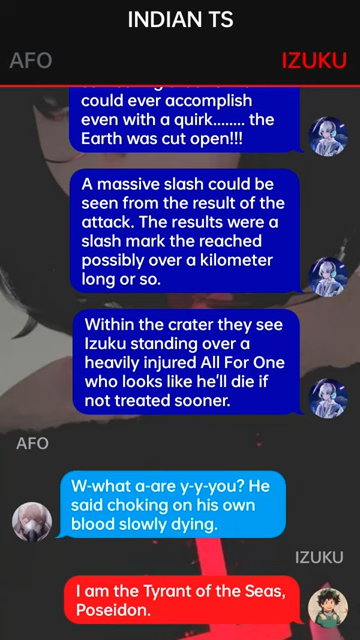 INDIAN TS
AFO
IZUKU
could ever accomplish
even with a quirk........ the
Earth was cut open!!!
A massive slash could be
seen from the result of the
attack. The results were a
slash mark the reached
possibly over a kilometer
long or so.
Within the crater they see
Izuku standing over a
heavily injured All For One
who looks like he'll die if
not treated sooner.
AFO
W-what a-are y-y-you? He
said choking on his own
blood slowly dying.
IZUKU
I am the Tyrant of the Seas,
Poseidon.